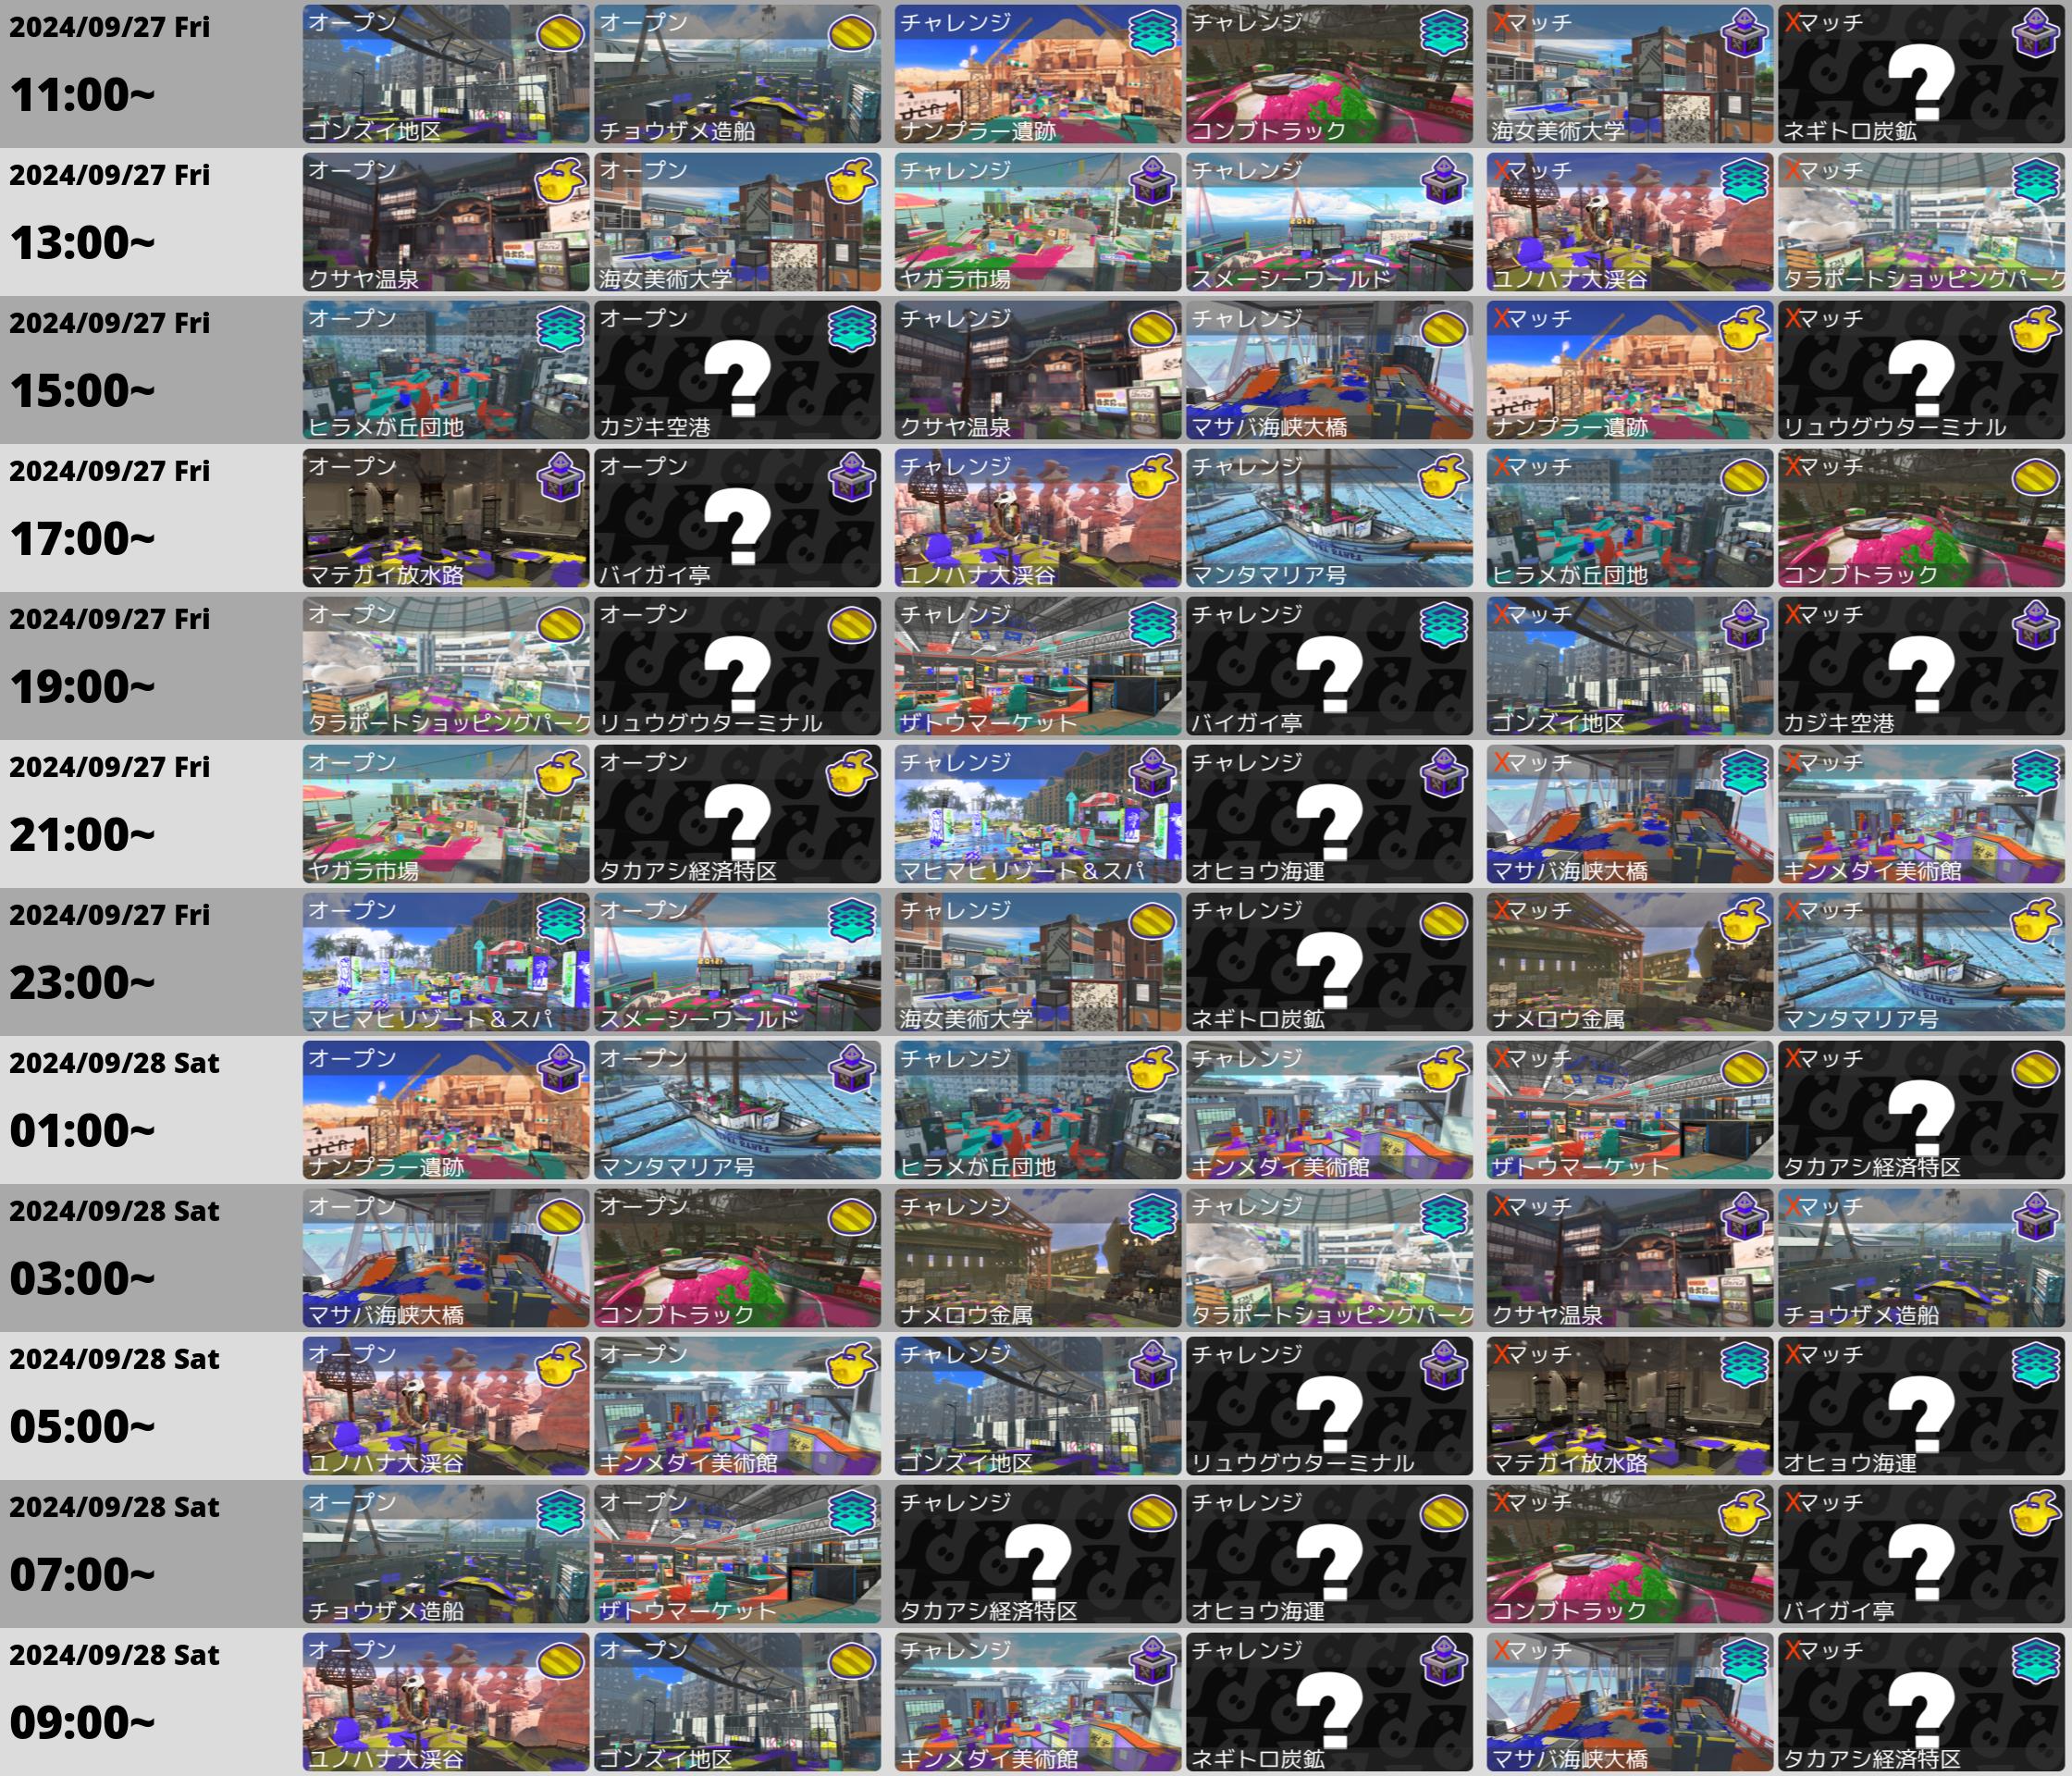 2024/09/27 Fri
11:00~
オープン
ゴンズイ地区
オープン
チョウザメ造船
チャレンジ
ナンプラー遺跡
チャレンジ
コンブトラック
Xマッチ
海女美術大学
Xマッチ
ネギトロ炭鉱
2024/09/27 Fri
13:00~
オープン
クサヤ温泉
オープン
海女美術大学
チャレンジ
ヤガラ市場
チャレンジ
スメーシーワールド
Xマッチ
ユノハナ大渓谷
Xマッチ
タラポートショッピングパーク
2024/09/27 Fri
15:00~
オープン
ヒラメが丘団地
オープン
カジキ空港
チャレンジ
クサヤ温泉
チャレンジ
マサバ海峡大橋
Xマッチ
ナンプラー遺跡
Xマッチ
リュウグウターミナル
2024/09/27 Fri
17:00~
オープン
マテガイ放水路
オープン
バイガイ亭
チャレンジ
ユノハナ大渓谷
チャレンジ
マンタマリア号
Xマッチ
ヒラメが丘団地
Xマッチ
コンブトラック
2024/09/27 Fri
19:00~
オープン
タラポートショッピングパーク
オープン
リュウグウターミナル
チャレンジ
ザトウマーケット
チャレンジ
バイガイ亭
Xマッチ
ゴンズイ地区
Xマッチ
カジキ空港
2024/09/27 Fri
21:00~
オープン
ヤガラ市場
オープン
タカアシ経済特区
チャレンジ
マヒマヒリゾート＆スパ
チャレンジ
オヒョウ海運
Xマッチ
マサバ海峡大橋
Xマッチ
キンメダイ美術館
2024/09/27 Fri
23:00~
オープン
マヒマヒリゾート＆スパ
オープン
スメーシーワールド
チャレンジ
海女美術大学
チャレンジ
ネギトロ炭鉱
Xマッチ
ナメロウ金属
Xマッチ
マンタマリア号
2024/09/28 Sat
01:00~
オープン
ナンプラー遺跡
オープン
マンタマリア号
チャレンジ
ヒラメが丘団地
チャレンジ
キンメダイ美術館
Xマッチ
ザトウマーケット
Xマッチ
タカアシ経済特区
2024/09/28 Sat
03:00~
オープン
マサバ海峡大橋
オープン
コンブトラック
チャレンジ
ナメロウ金属
チャレンジ
タラポートショッピングパーク
Xマッチ
クサヤ温泉
Xマッチ
チョウザメ造船
2024/09/28 Sat
05:00~
オープン
ユノハナ大渓谷
オープン
キンメダイ美術館
チャレンジ
ゴンズイ地区
チャレンジ
リュウグウターミナル
Xマッチ
マテガイ放水路
Xマッチ
オヒョウ海運
2024/09/28 Sat
07:00~
オープン
チョウザメ造船
オープン
ザトウマーケット
チャレンジ
タカアシ経済特区
チャレンジ
オヒョウ海運
Xマッチ
コンブトラック
Xマッチ
バイガイ亭
2024/09/28 Sat
09:00~
オープン
ユノハナ大渓谷
オープン
ゴンズイ地区
チャレンジ
キンメダイ美術館
チャレンジ
ネギトロ炭鉱
Xマッチ
マサバ海峡大橋
Xマッチ
タカアシ経済特区